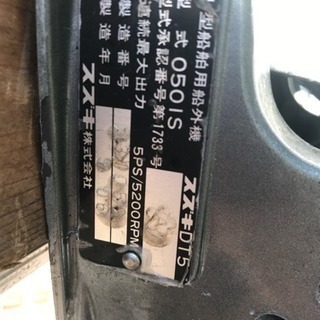 型船舶用船外機
スズキDT5
型式 0501S
型式承認番号第1733号
連続最大出力 5PS/5200RPM
製造番号
製造年月
スズキ株式会社